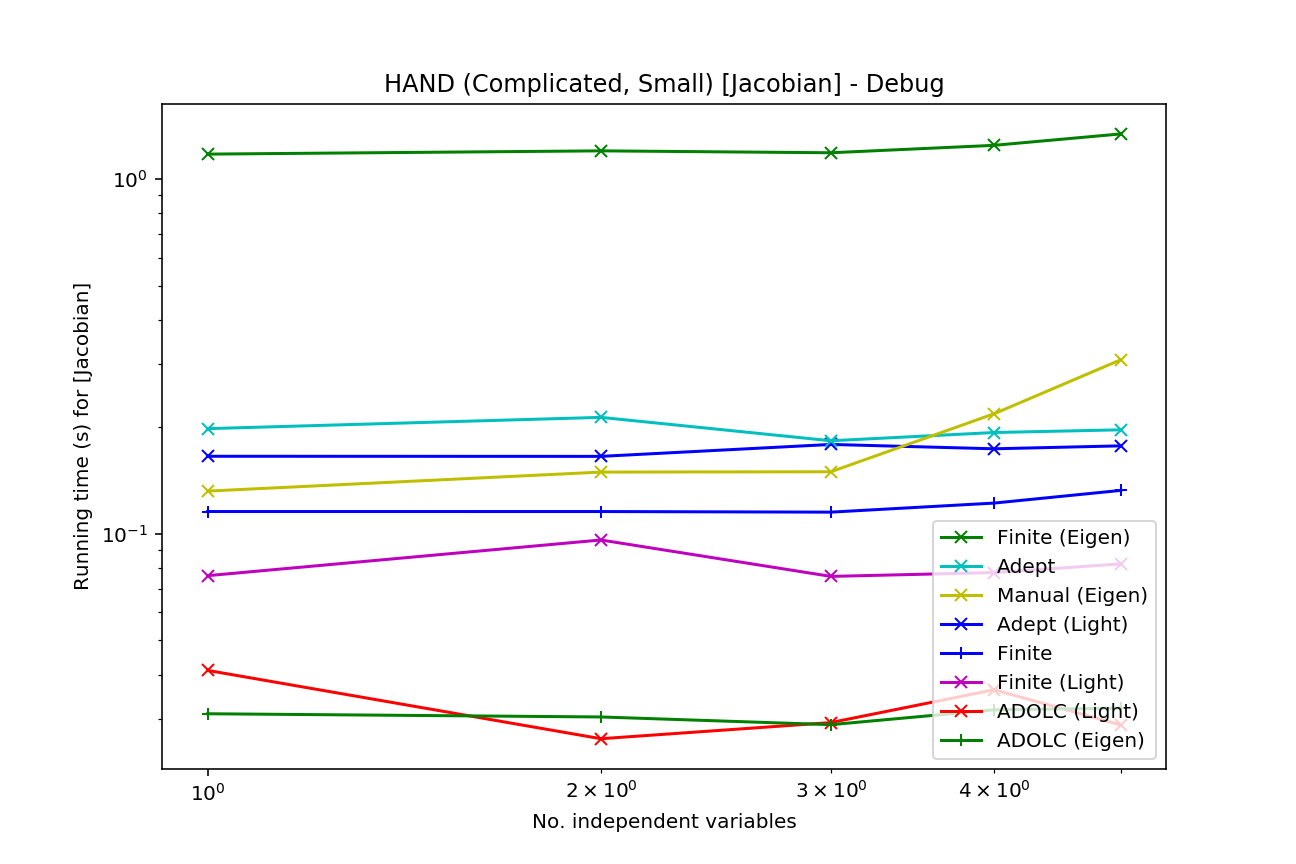 HAND (Complicated, Small) [Jacobian] - Debug
Running time (s) for [Jacobian]
10⁰
10⁻¹
Finite (Eigen)
Adept
Manual (Eigen)
Adept (Light)
Finite
Finite (Light)
ADOLC (Light)
ADOLC (Eigen)
10⁰
2 × 10⁰
3 × 10⁰
4 × 10⁰
No. independent variables